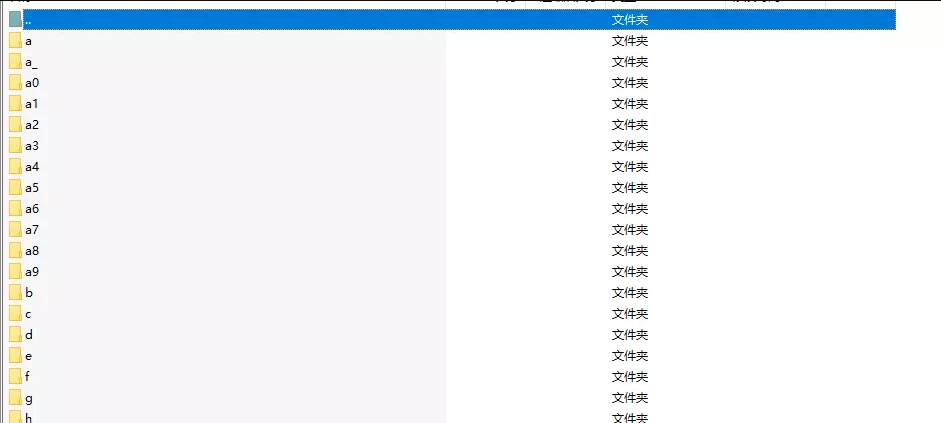 .. 文件夹
a 文件夹
a_ 文件夹
a0 文件夹
a1 文件夹
a2 文件夹
a3 文件夹
a4 文件夹
a5 文件夹
a6 文件夹
a7 文件夹
a8 文件夹
a9 文件夹
b 文件夹
c 文件夹
d 文件夹
e 文件夹
f 文件夹
g 文件夹
h 文件夹